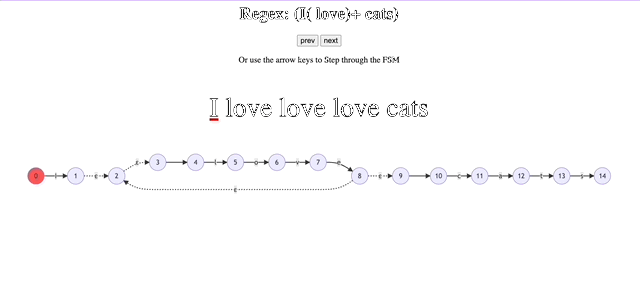 Regex: (I( love)+ cats)
prev next
Or use the arrow keys to Step through the FSM
I love love love cats
0 I 1 ε 2 ε 3 4 l 5 o 6 v 7 e 8 ε 9 10 c 11 a 12 t 13 s 14
ε